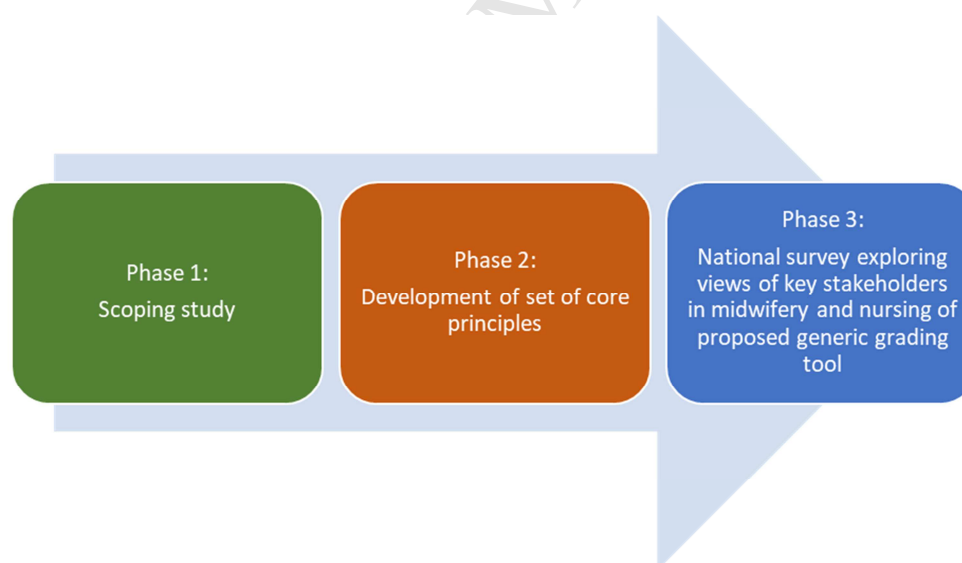 Phase 1:
Scoping study
Phase 2:
Development of set of core
principles
Phase 3:
National survey exploring
views of key stakeholders
in midwifery and nursing of
proposed generic grading
tool